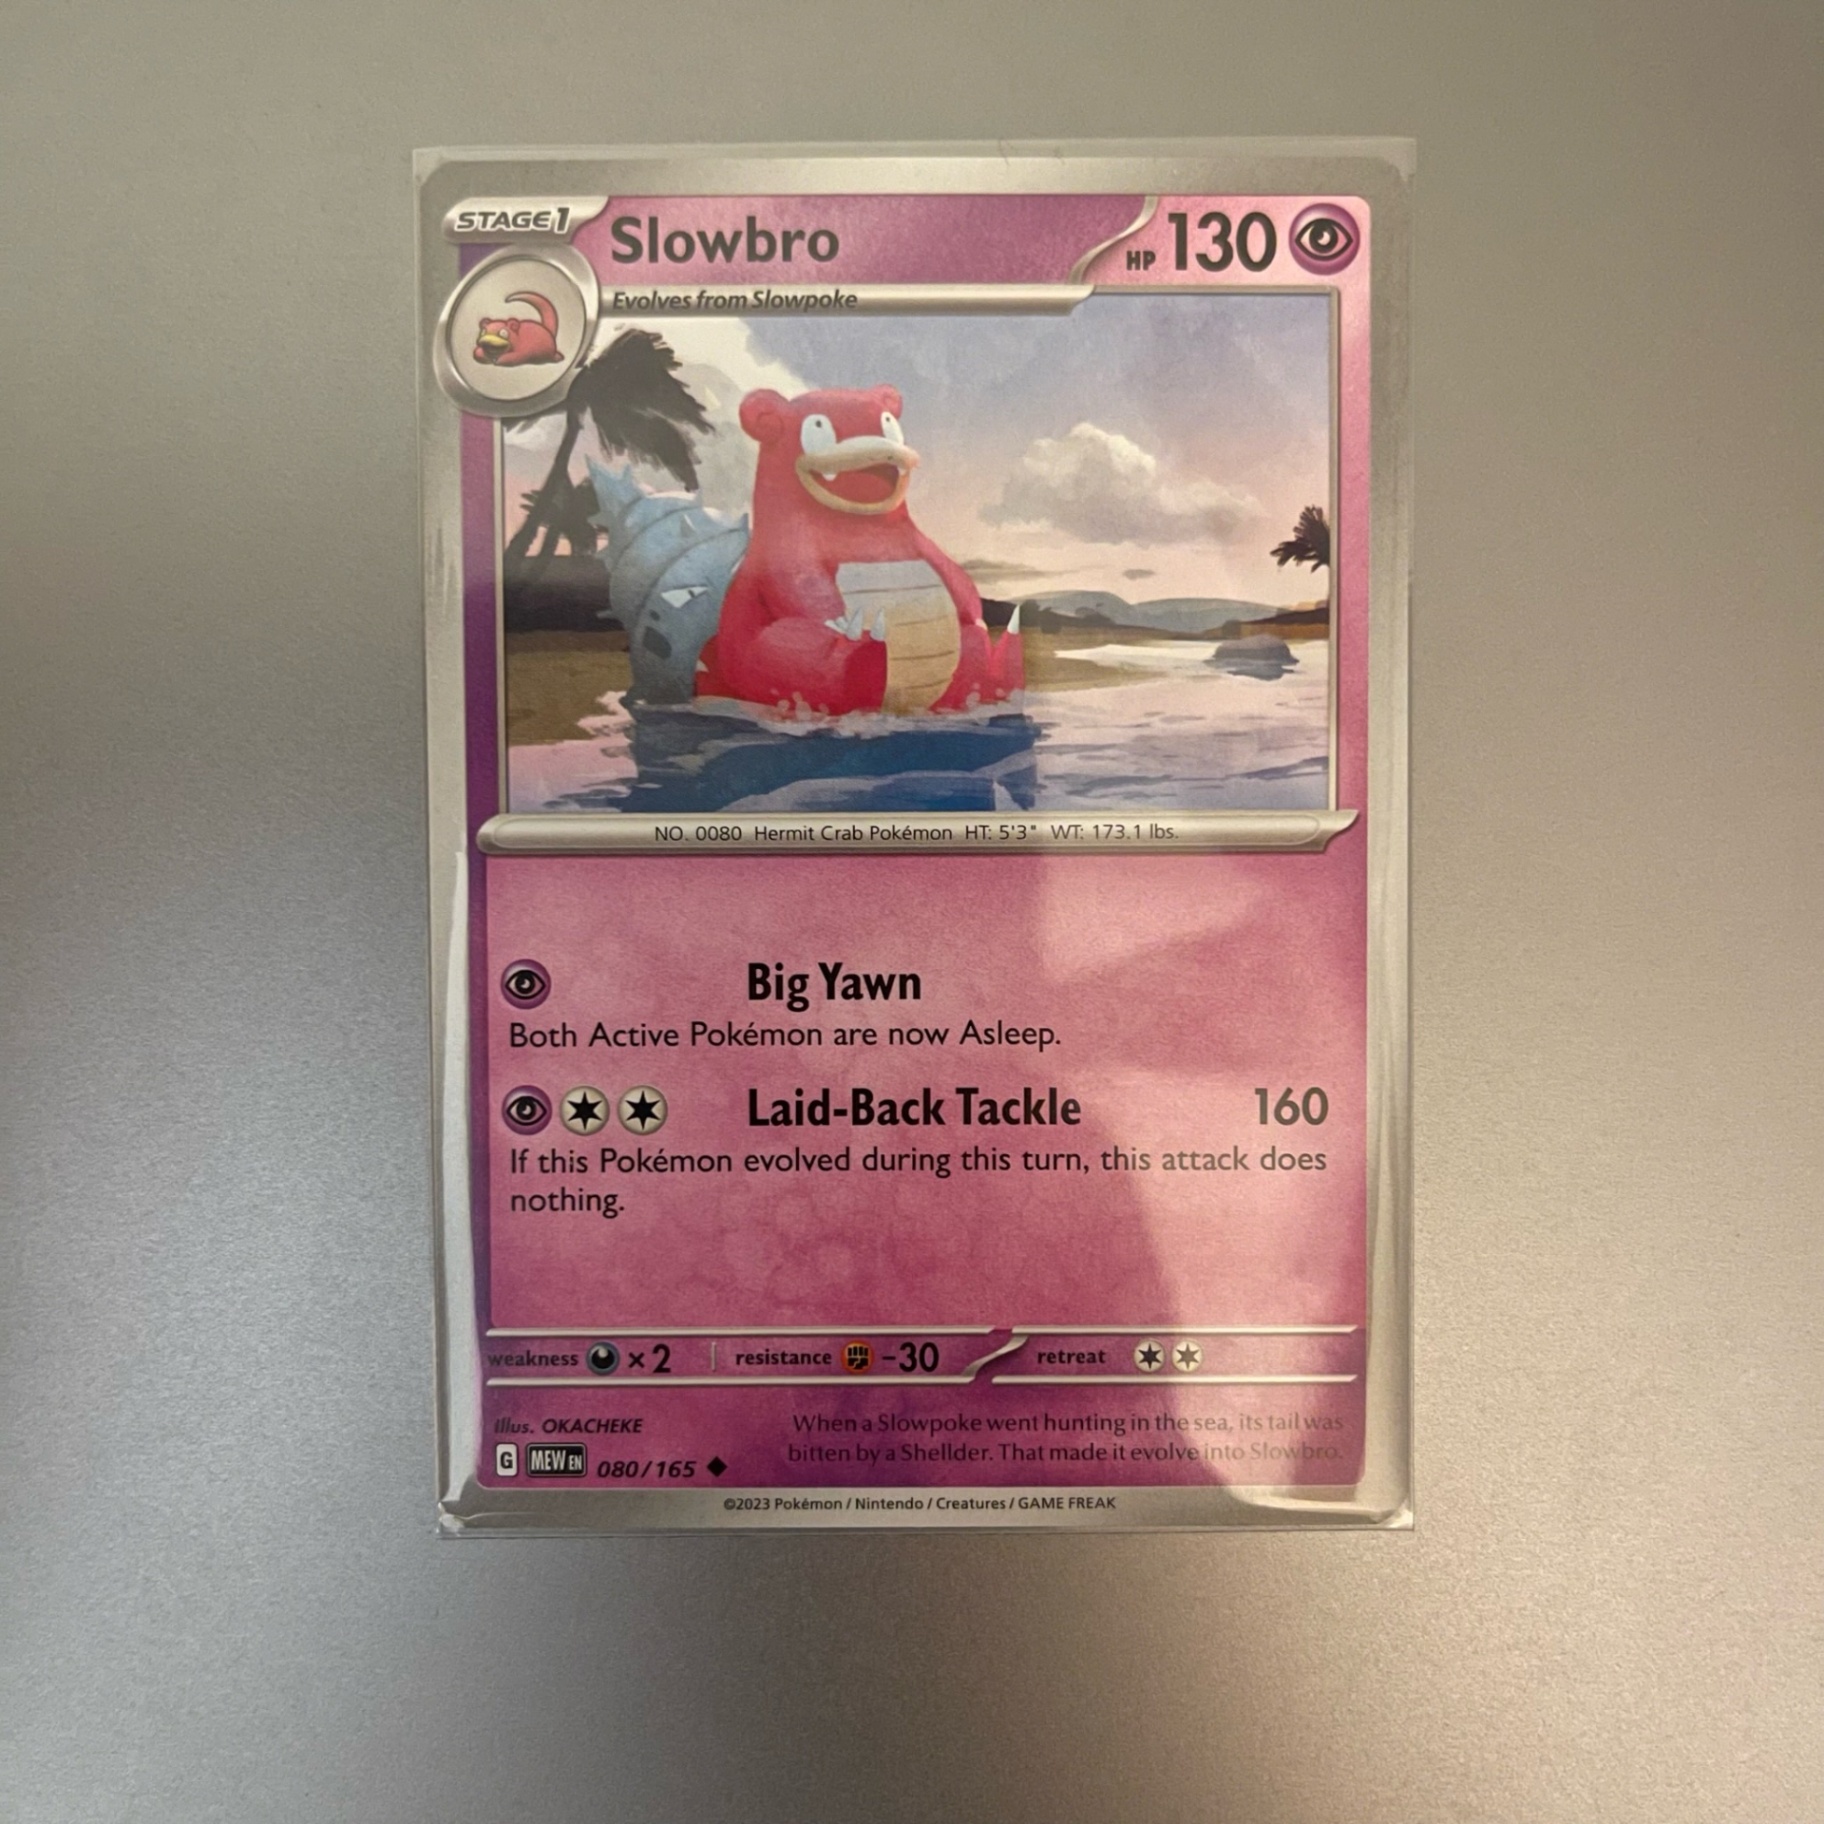 STAGE1 Slowbro HP 130
Evolves from Slowpoke
NO. 0080 Hermit Crab Pokémon HT: 5'3" WT: 173.1 lbs.
Big Yawn
Both Active Pokémon are now Asleep.
Laid-Back Tackle 160
If this Pokémon evolved during this turn, this attack does
nothing.
weakness ×2 resistance -30 retreat
Illus. OKACHEKE
When a Slowpoke went hunting in the sea, its tail was
bitten by a Shellder. That made it evolve into Slowbro.
G MEW EN 080/165
©2023 Pokémon / Nintendo / Creatures / GAME FREAK